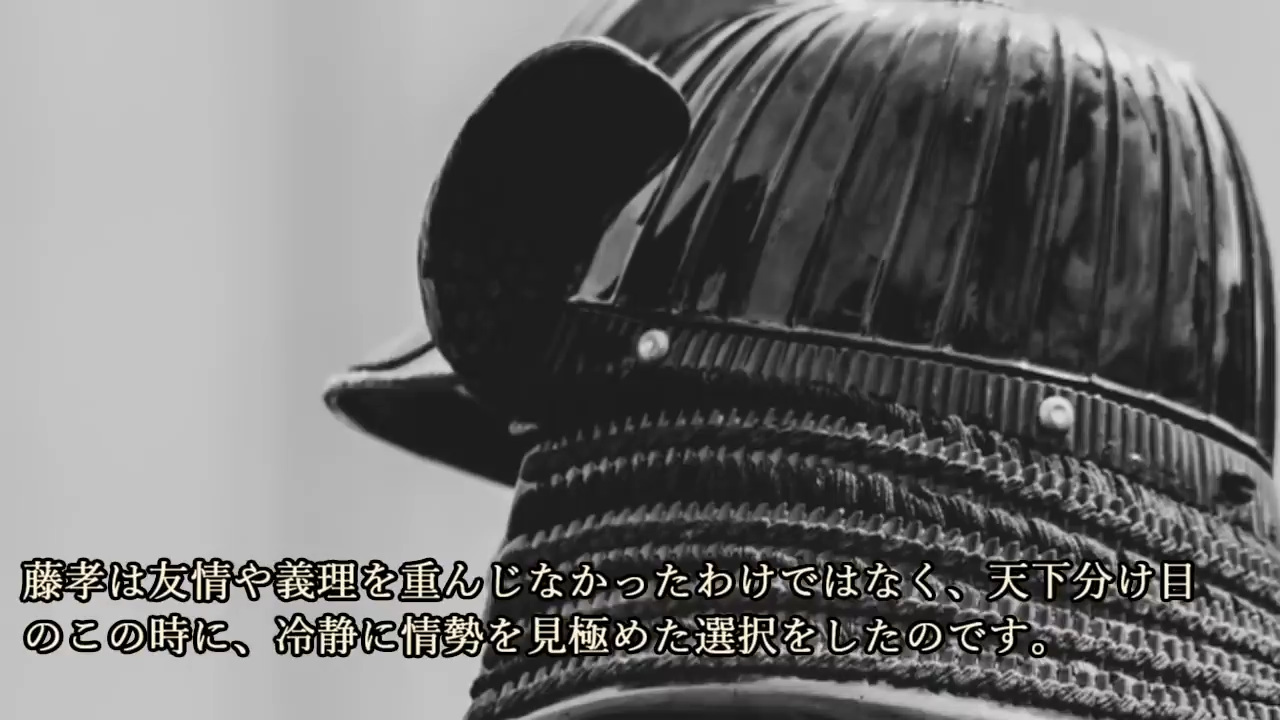 藤孝は友情や義理を重んじなかったわけではなく、天下分け目
のこの時に、冷静に情勢を見極めた選択をしたのです。